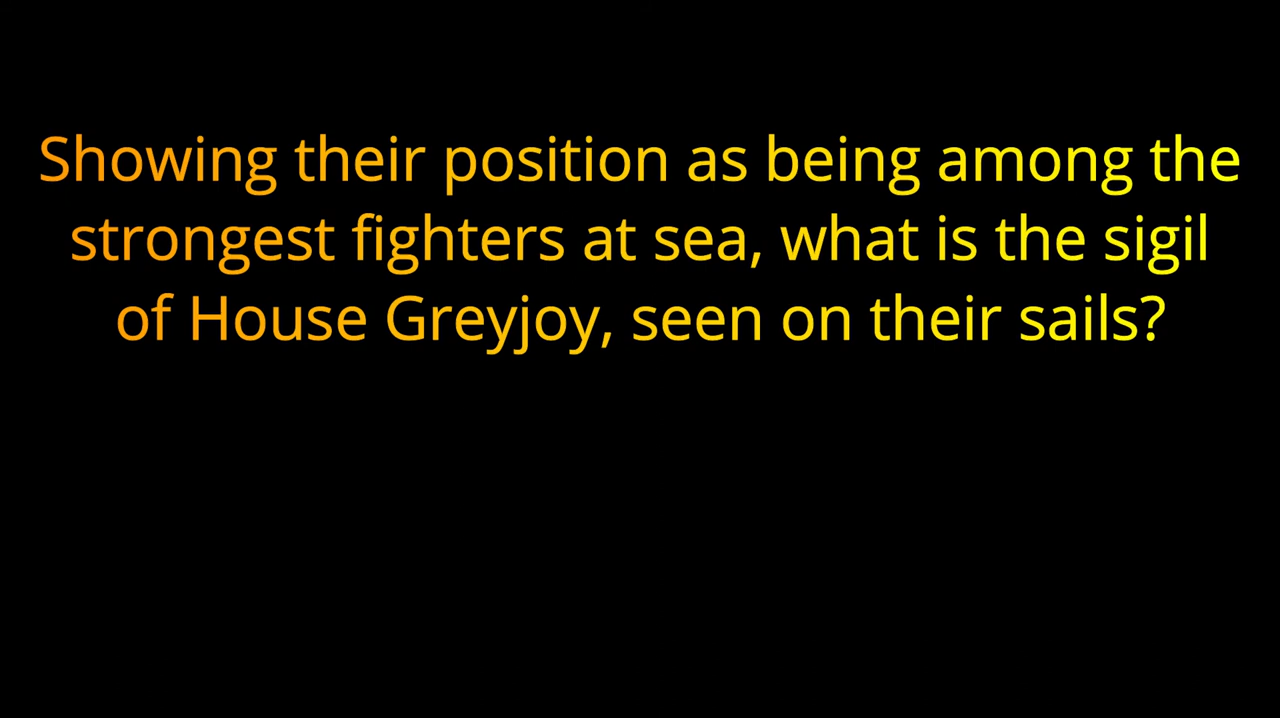 Showing their position as being among the
strongest fighters at sea, what is the sigil
of House Greyjoy, seen on their sails?